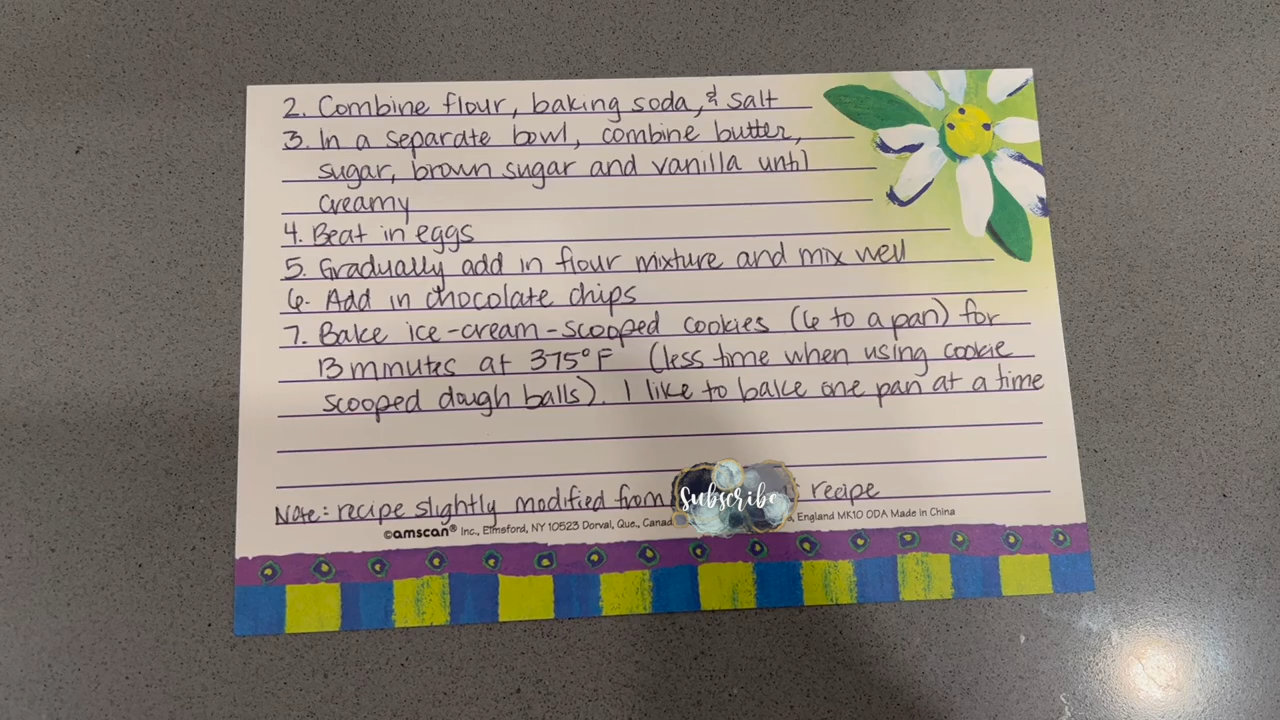 2. Combine flour, baking soda, & salt
3. In a separate bowl, combine butter,
sugar, brown sugar and vanilla until
creamy
4. Beat in eggs
5. Gradually add in flour mixture and mix well
6. Add in chocolate chips
7. Bake ice-cream-scooped cookies (6 to a pan) for
13 minutes at 375°F (less time when using cookie
scooped dough balls). I like to bake one pan at a time
Note: recipe slightly modified from recipe
Subscribe
©amscan® Inc., Elmsford, NY 10523 Dorval, Que., England MK10 0DA Made in China